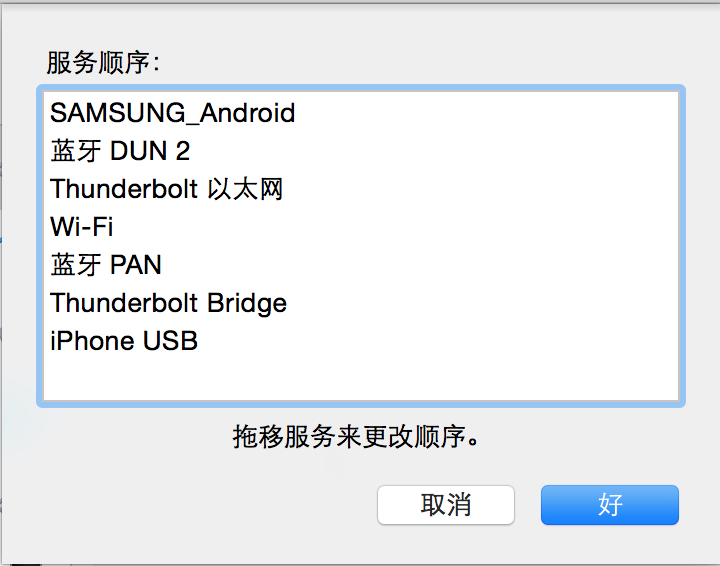 服务顺序：
SAMSUNG_Android
蓝牙 DUN 2
Thunderbolt 以太网
Wi-Fi
蓝牙 PAN
Thunderbolt Bridge
iPhone USB
拖移服务来更改顺序。
取消
好